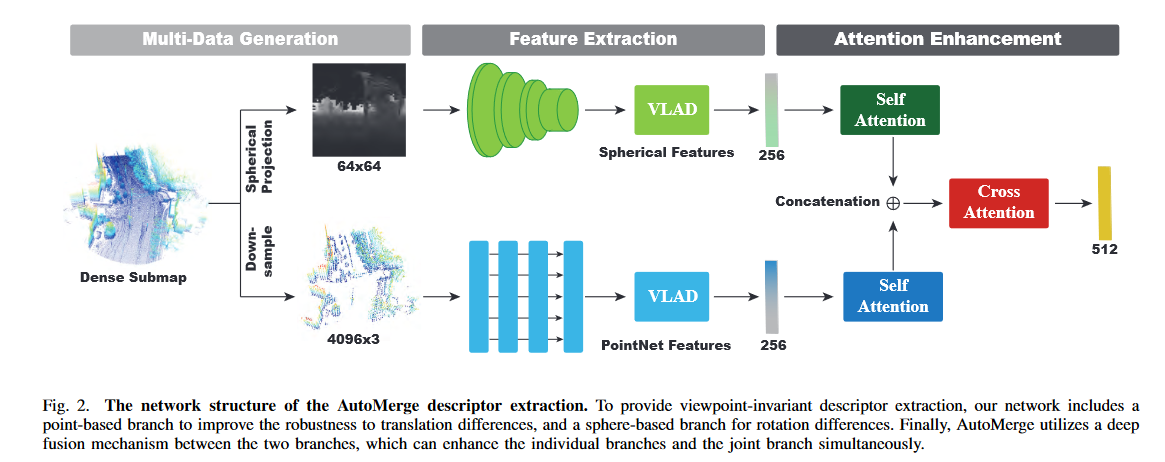 Multi-Data Generation
Feature Extraction
Attention Enhancement
Spherical
Projection
64x64
VLAD
Spherical Features
256
Self
Attention
Dense Submap
Down-
sample
4096x3
VLAD
PointNet Features
256
Self
Attention
Concatenation
Cross
Attention
512
Fig. 2. The network structure of the AutoMerge descriptor extraction. To provide viewpoint-invariant descriptor extraction, our network includes a
point-based branch to improve the robustness to translation differences, and a sphere-based branch for rotation differences. Finally, AutoMerge utilizes a deep
fusion mechanism between the two branches, which can enhance the individual branches and the joint branch simultaneously.